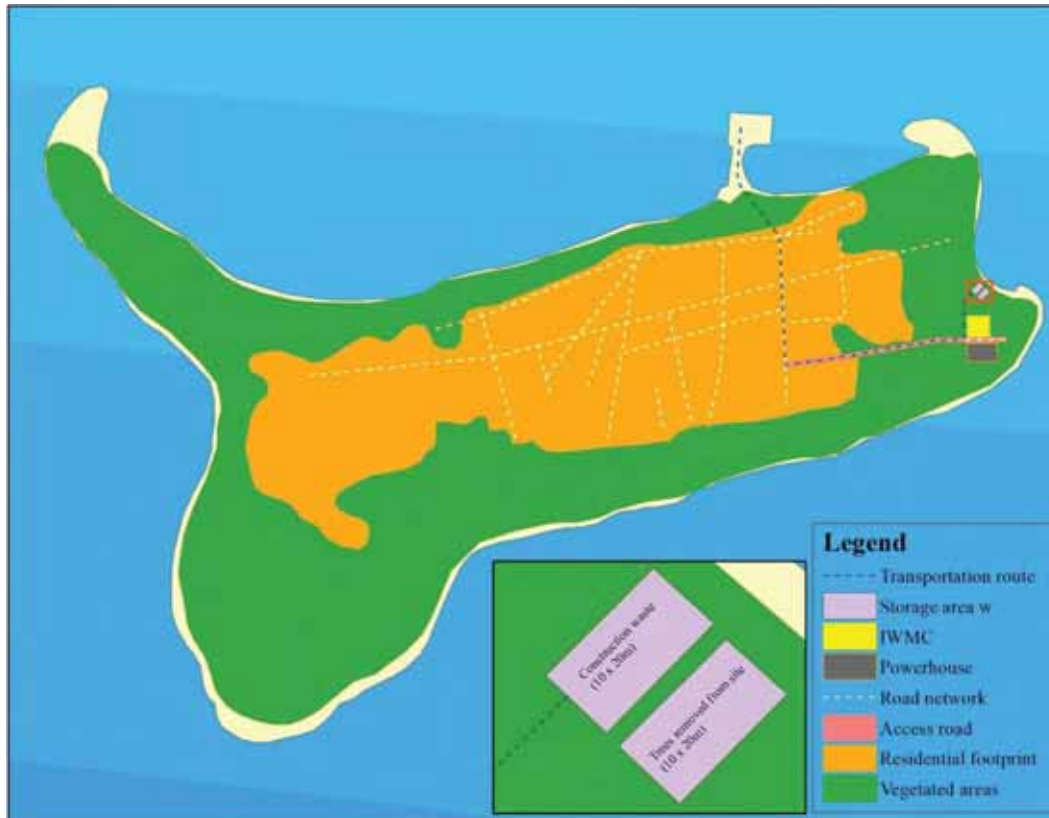 Construction waste
(10 x 20m)
Trees removal from site
(10 x 20m)
Legend
Transportation route
Storage area w
IWMC
Powerhouse
Road network
Access road
Residential footprint
Vegetated areas